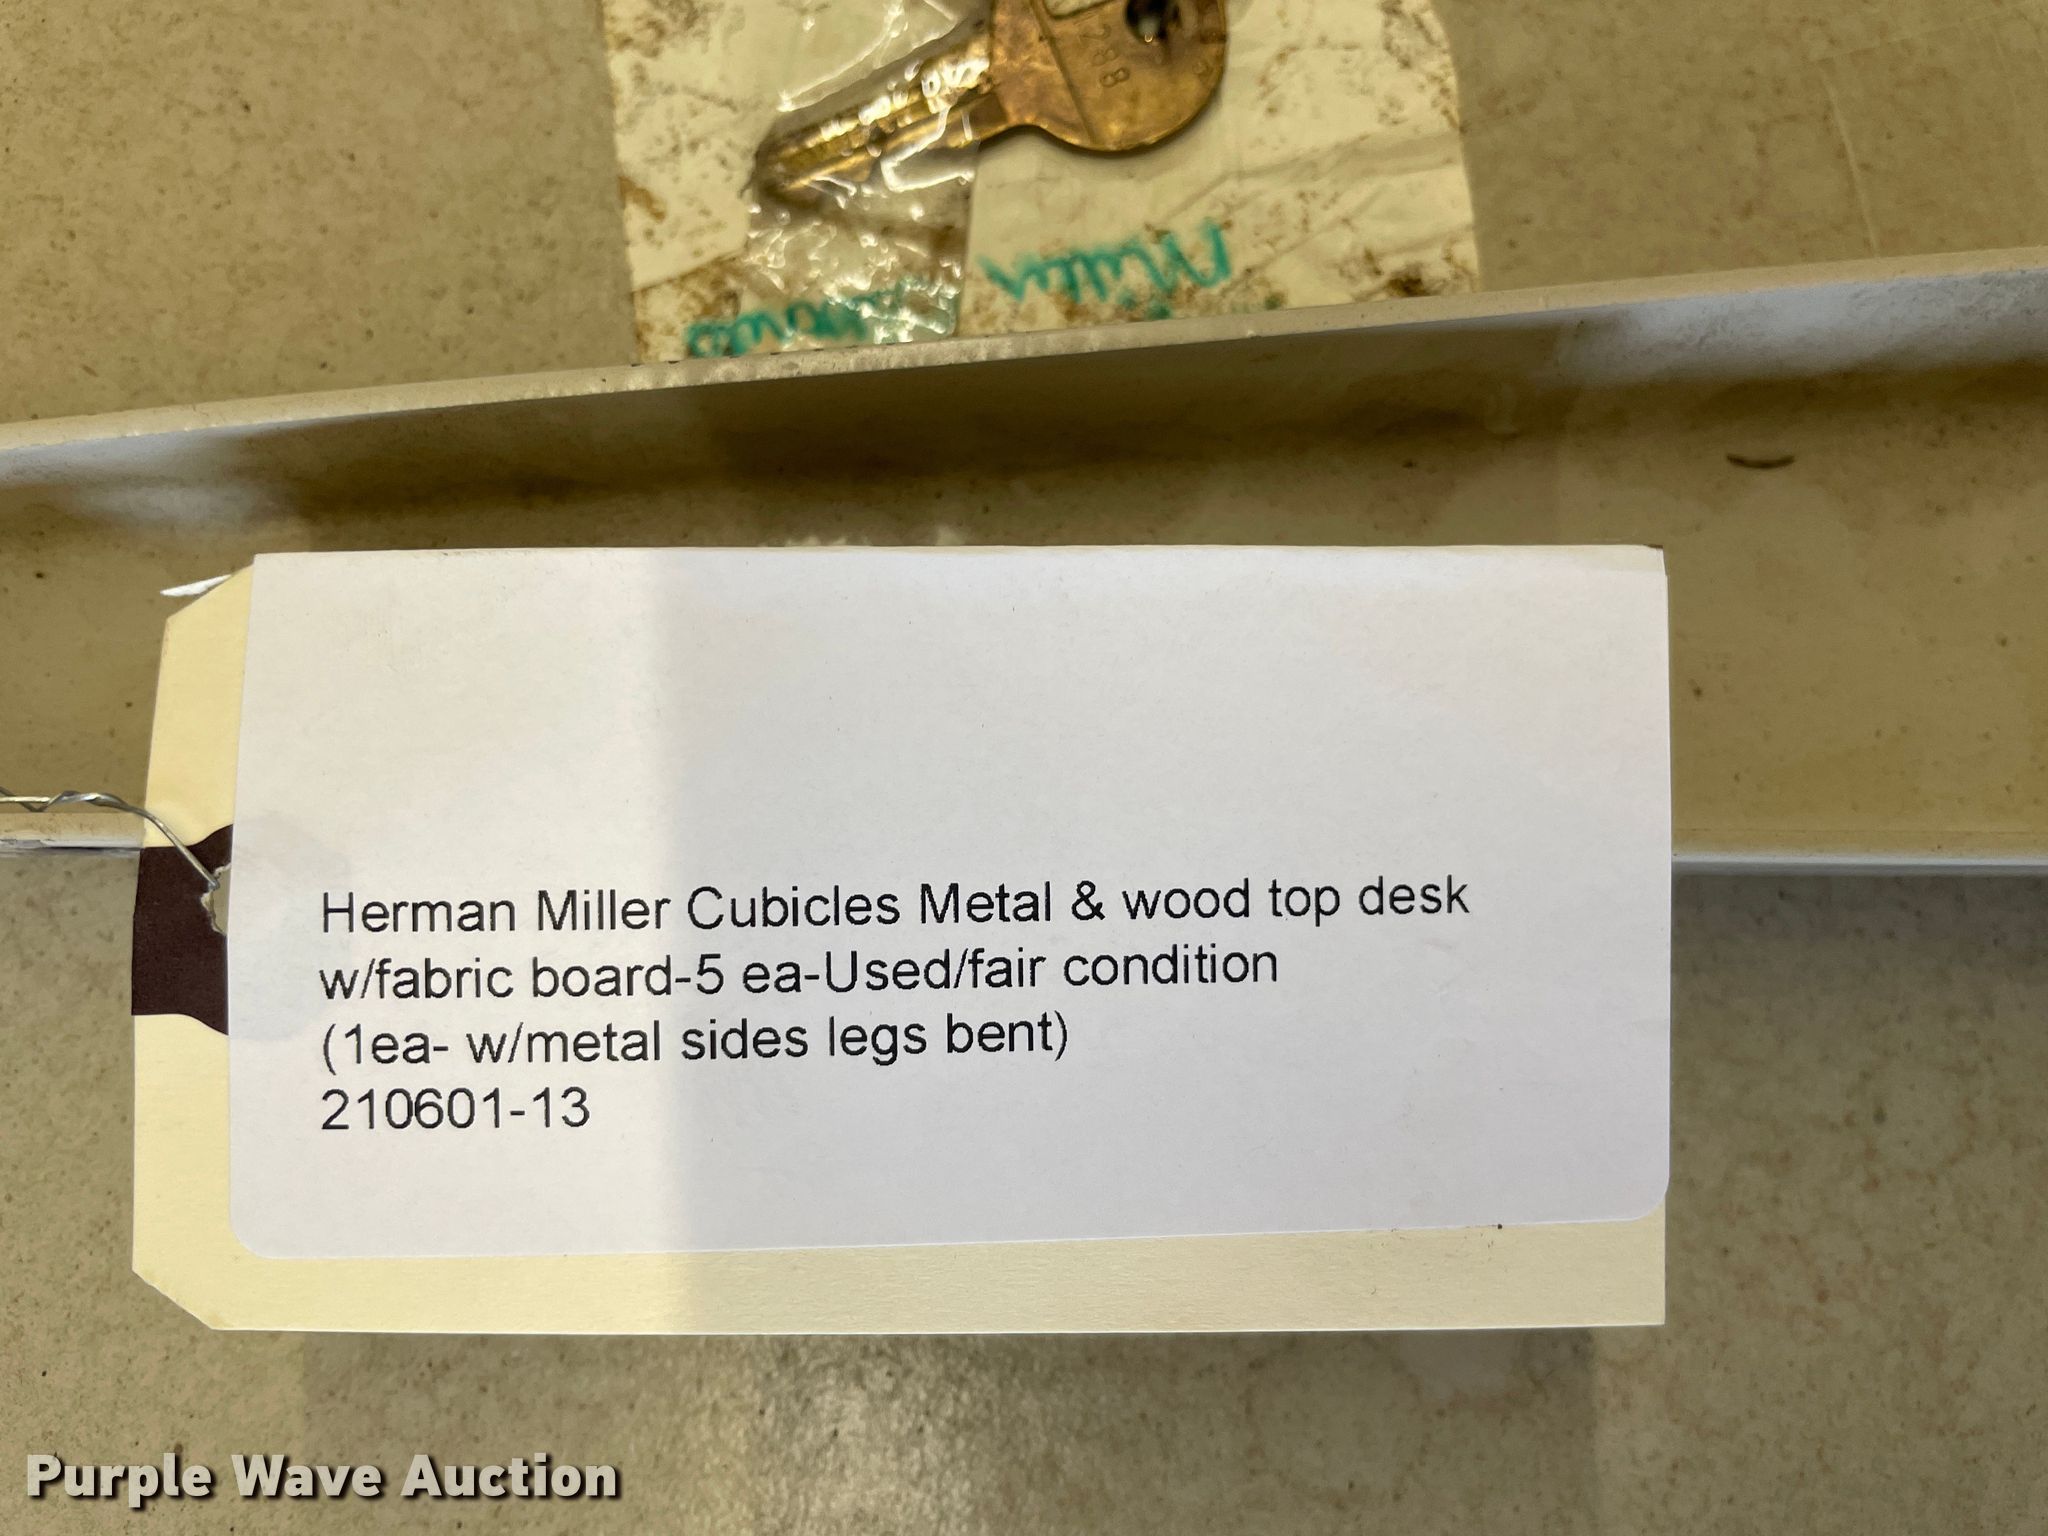 Miller
Herman Miller Cubicles Metal & wood top desk
w/fabric board-5 ea-Used/fair condition
(1ea- w/metal sides legs bent)
210601-13
Purple Wave Auction